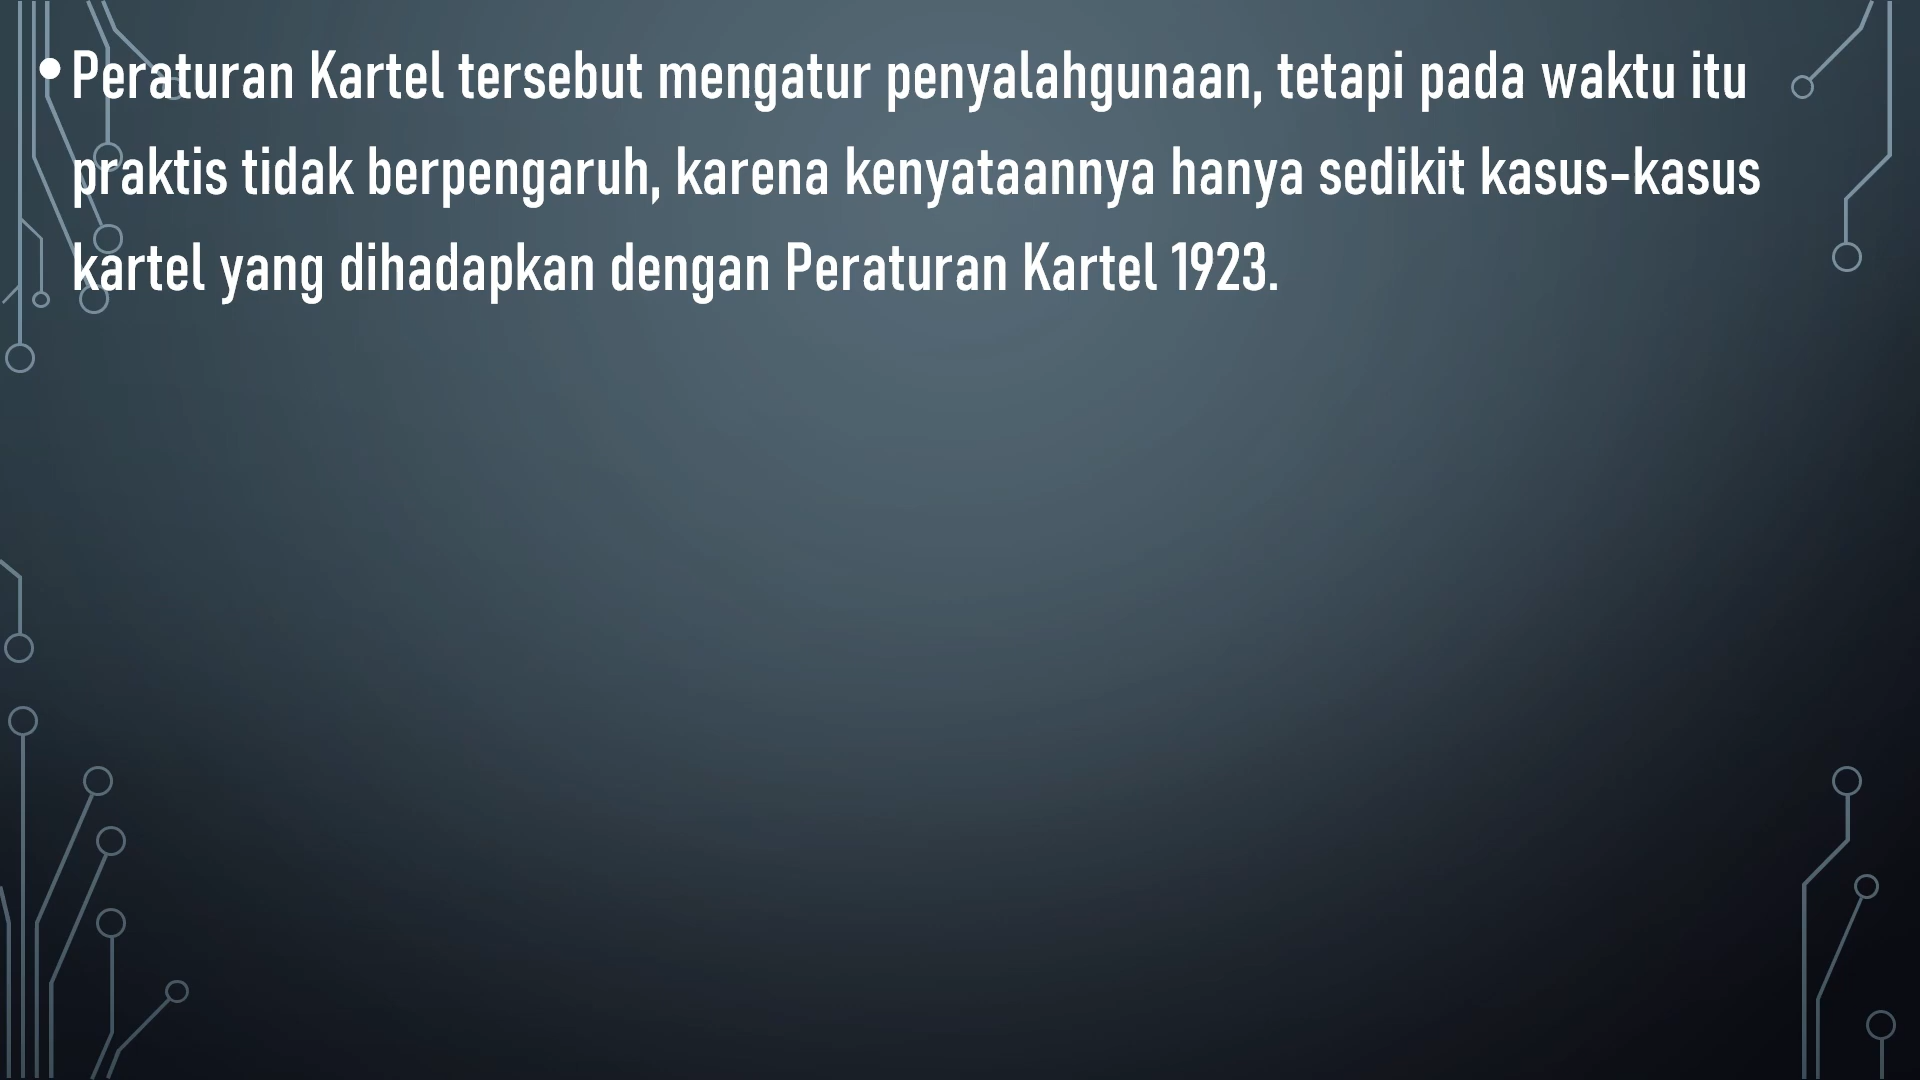 • Peraturan Kartel tersebut mengatur penyalahgunaan, tetapi pada waktu itu
praktis tidak berpengaruh, karena kenyataannya hanya sedikit kasus-kasus
kartel yang dihadapkan dengan Peraturan Kartel 1923.